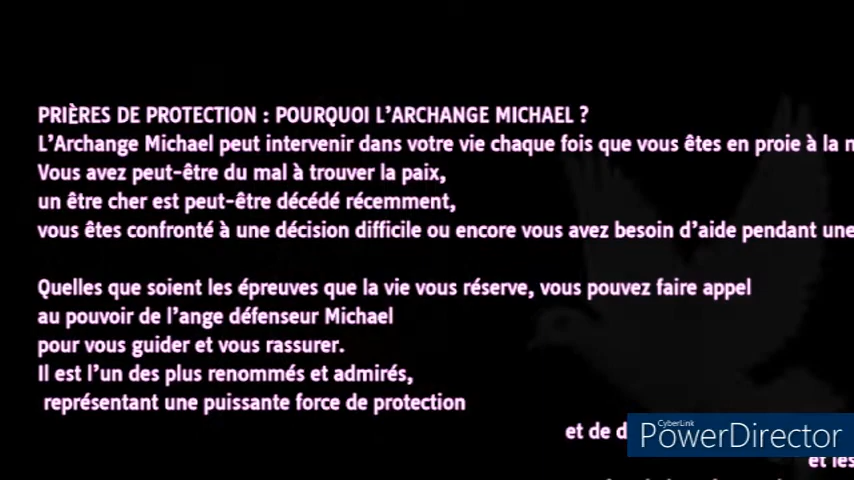 PRIÈRES DE PROTECTION : POURQUOI L'ARCHANGE MICHAEL ?
L'Archange Michael peut intervenir dans votre vie chaque fois que vous êtes en proie à la
Vous avez peut-être du mal à trouver la paix,
un être cher est peut-être décédé récemment,
vous êtes confronté à une décision difficile ou encore vous avez besoin d'aide pendant une
Quelles que soient les épreuves que la vie vous réserve, vous pouvez faire appel
au pouvoir de l'ange défenseur Michael
pour vous guider et vous rassurer.
Il est l'un des plus renommés et admirés,
représentant une puissante force de protection
et de
CyberLink
PowerDirector
et les